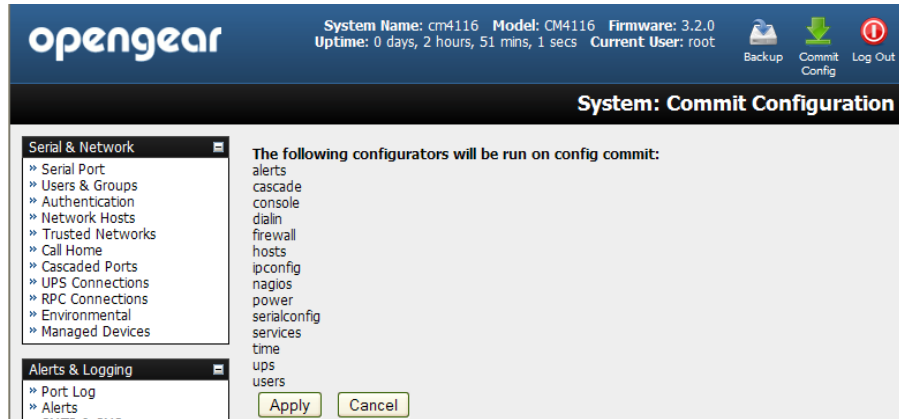 opengear
System Name: cm4116 Model: CM4116 Firmware: 3.2.0
Uptime: 0 days, 2 hours, 51 mins, 1 secs Current User: root
Backup
Commit
Config
Log Out
System: Commit Configuration
Serial & Network
» Serial Port
» Users & Groups
» Authentication
» Network Hosts
» Trusted Networks
» Call Home
» Cascaded Ports
» UPS Connections
» RPC Connections
» Environmental
» Managed Devices
Alerts & Logging
» Port Log
» Alerts
The following configurators will be run on config commit:
alerts
cascade
console
dialin
firewall
hosts
ipconfig
nagios
power
serialconfig
services
time
ups
users
Apply
Cancel